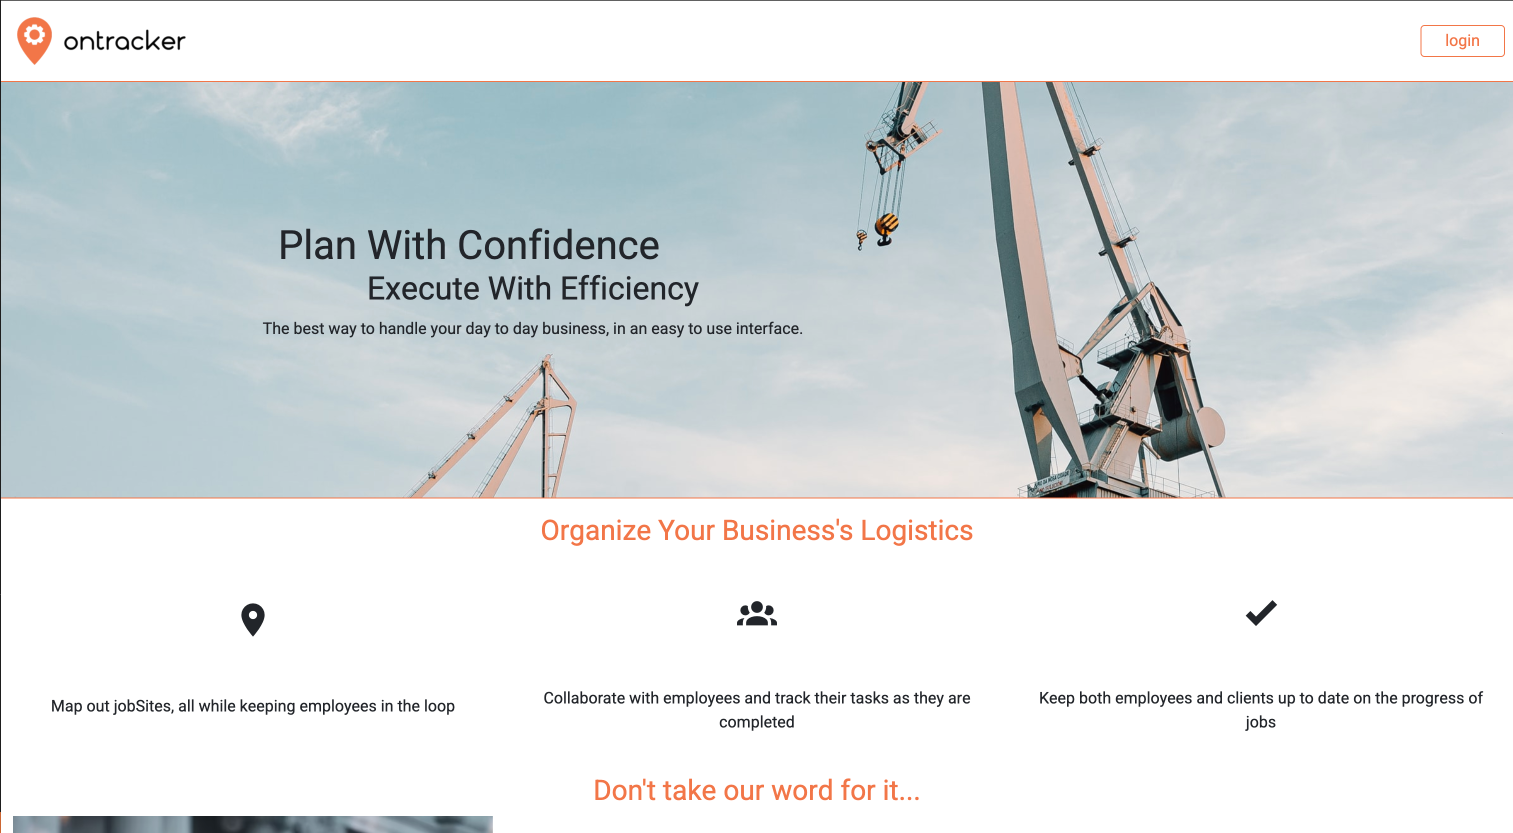 ontracker
login
Plan With Confidence
Execute With Efficiency
The best way to handle your day to day business, in an easy to use interface.
Organize Your Business's Logistics
Map out jobSites, all while keeping employees in the loop
Collaborate with employees and track their tasks as they are
completed
Keep both employees and clients up to date on the progress of
jobs
Don't take our word for it...